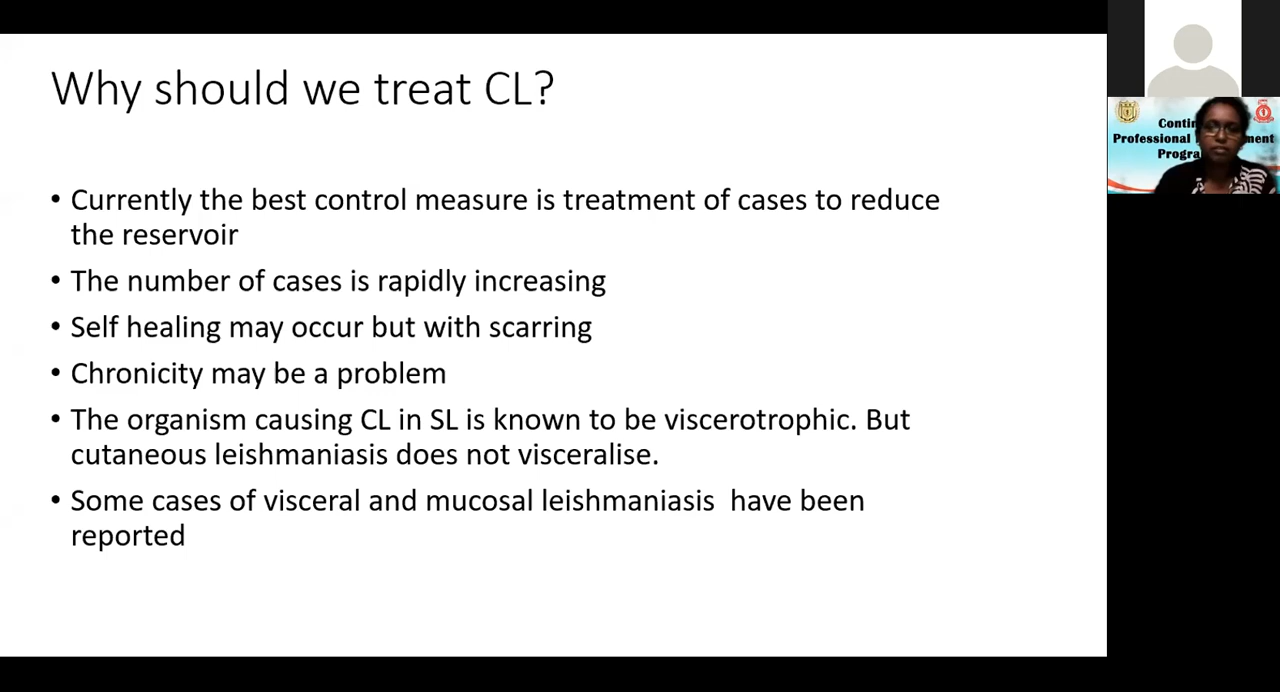 Why should we treat CL?
• Currently the best control measure is treatment of cases to reduce
the reservoir
• The number of cases is rapidly increasing
• Self healing may occur but with scarring
• Chronicity may be a problem
• The organism causing CL in SL is known to be viscerotrophic. But
cutaneous leishmaniasis does not visceralise.
• Some cases of visceral and mucosal leishmaniasis  have been
reported
Professional